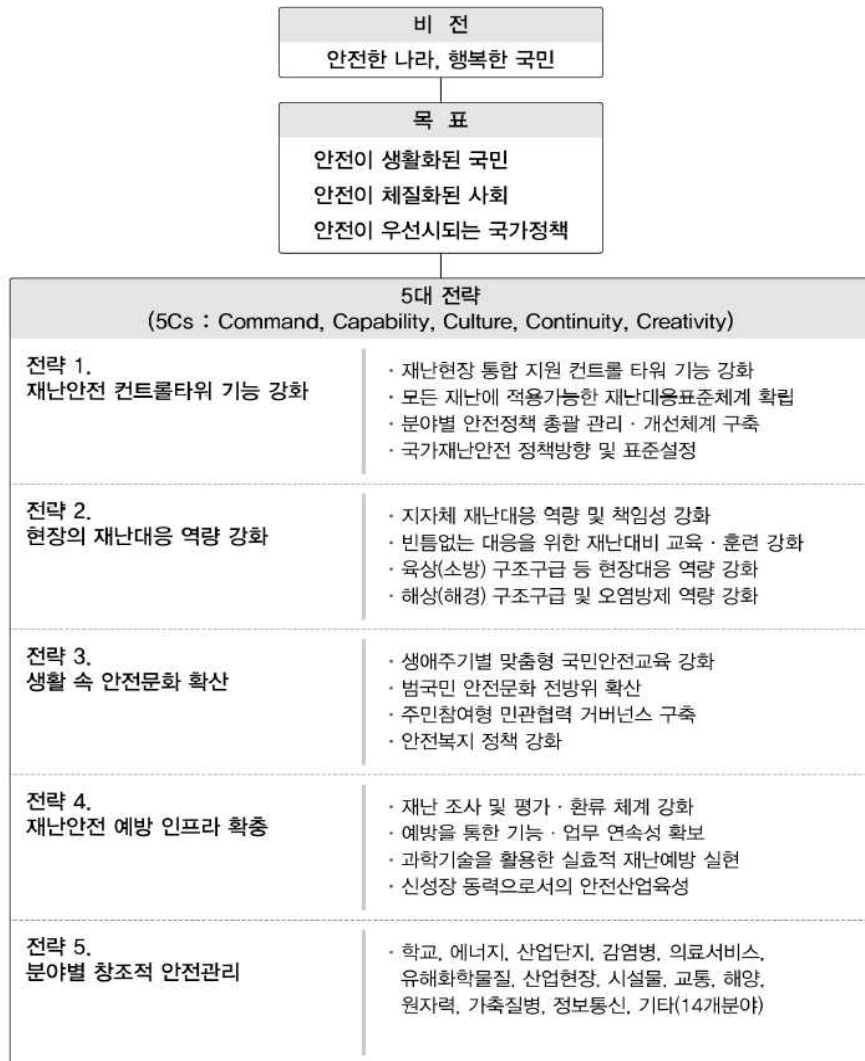 비 전
안전한 나라, 행복한 국민
목 표
안전이 생활화된 국민
안전이 체질화된 사회
안전이 우선시되는 국가정책
5대 전략
(5Cs : Command, Capability, Culture, Continuity, Creativity)
전략 1.
재난안전 컨트롤타워 기능 강화
· 재난현장 통합 지원 컨트롤 타워 기능 강화
· 모든 재난에 적용가능한 재난대응표준체계 확립
· 분야별 안전정책 총괄 관리 · 개선체계 구축
· 국가재난안전 정책방향 및 표준설정
전략 2.
현장의 재난대응 역량 강화
· 지자체 재난대응 역량 및 책임성 강화
· 빈틈없는 대응을 위한 재난대비 교육 · 훈련 강화
· 육상(소방) 구조구급 등 현장대응 역량 강화
· 해상(해경) 구조구급 및 오염방제 역량 강화
전략 3.
생활 속 안전문화 확산
· 생애주기별 맞춤형 국민안전교육 강화
· 범국민 안전문화 전방위 확산
· 주민참여형 민관협력 거버넌스 구축
· 안전복지 정책 강화
전략 4.
재난안전 예방 인프라 확충
· 재난 조사 및 평가 · 환류 체계 강화
· 예방을 통한 기능 · 업무 연속성 확보
· 과학기술을 활용한 실효적 재난예방 실현
· 신성장 동력으로서의 안전산업육성
전략 5.
분야별 창조적 안전관리
· 학교, 에너지, 산업단지, 감염병, 의료서비스,
유해화학물질, 산업현장, 시설물, 교통, 해양,
원자력, 가축질병, 정보통신, 기타(14개분야)